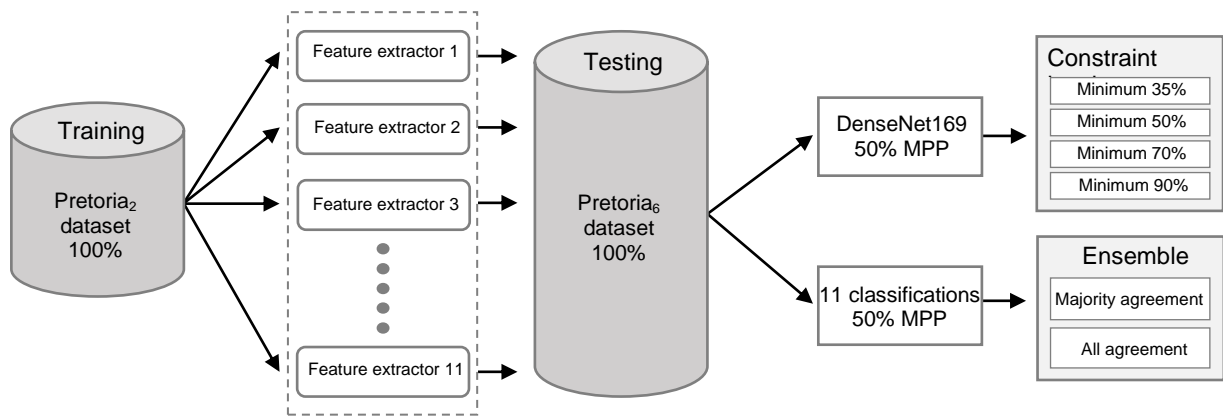 Training
Pretoria₂
dataset
100%
Feature extractor 1
Feature extractor 2
Feature extractor 3
Feature extractor 11
Testing
Pretoria₆
dataset
100%
DenseNet169
50% MPP
11 classifications
50% MPP
Constraint
Minimum 35%
Minimum 50%
Minimum 70%
Minimum 90%
Ensemble
Majority agreement
All agreement